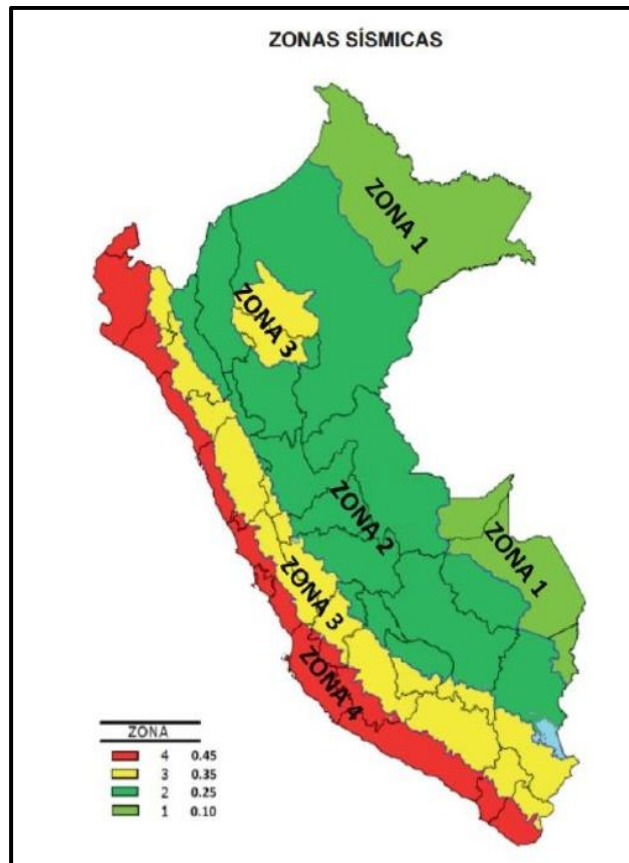 ZONAS SÍSMICAS
ZONA 1
ZONA 3
ZONA 2
ZONA 1
ZONA 3
ZONA 4
ZONA
4 0.45
3 0.35
2 0.25
1 0.10